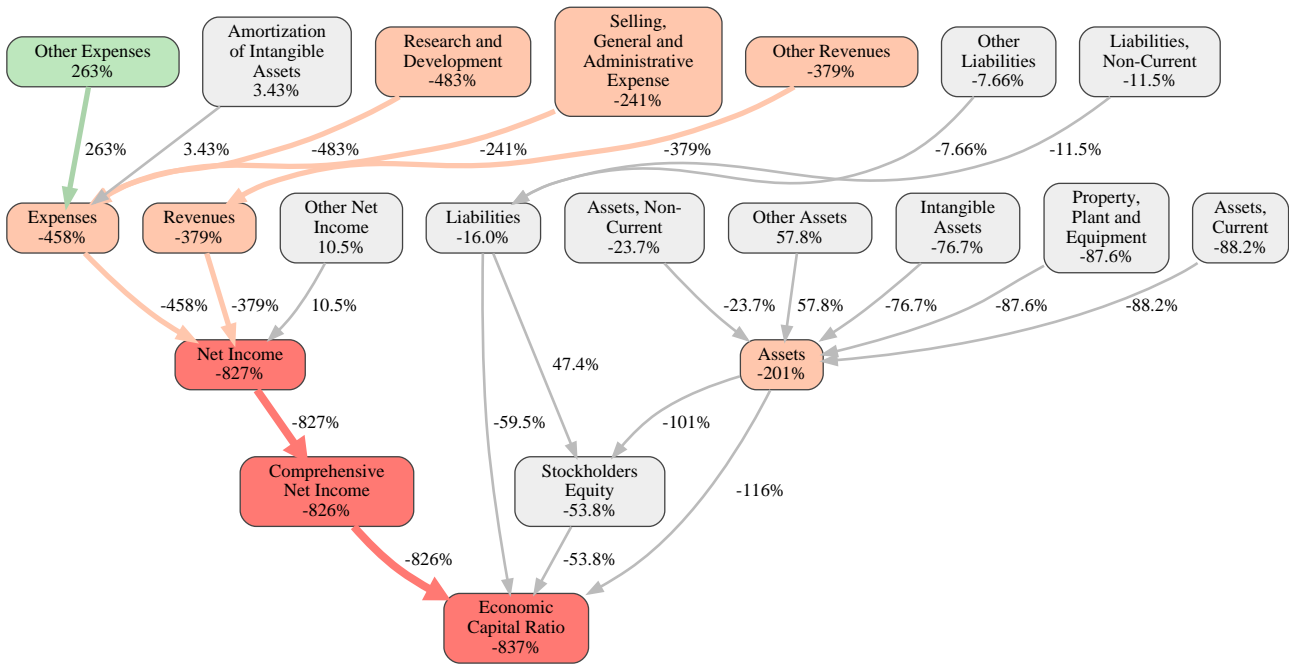 Other Expenses
263%
Amortization
of Intangible
Assets
3.43%
Research and
Development
-483%
Selling,
General and
Administrative
Expense
-241%
Other Revenues
-379%
Other
Liabilities
-7.66%
Liabilities,
Non-Current
-11.5%
263%
3.43%
-483%
-241%
-379%
-7.66%
-11.5%
Expenses
-458%
Revenues
-379%
Other Net
Income
10.5%
Liabilities
-16.0%
Assets, Non-
Current
-23.7%
Other Assets
57.8%
Intangible
Assets
-76.7%
Property,
Plant and
Equipment
-87.6%
Assets,
Current
-88.2%
-458%
-379%
10.5%
-23.7%
57.8%
-76.7%
-87.6%
-88.2%
Net Income
-827%
47.4%
Assets
-201%
-827%
-59.5%
-101%
Comprehensive
Net Income
-826%
Stockholders
Equity
-53.8%
-116%
-826%
-53.8%
Economic
Capital Ratio
-837%